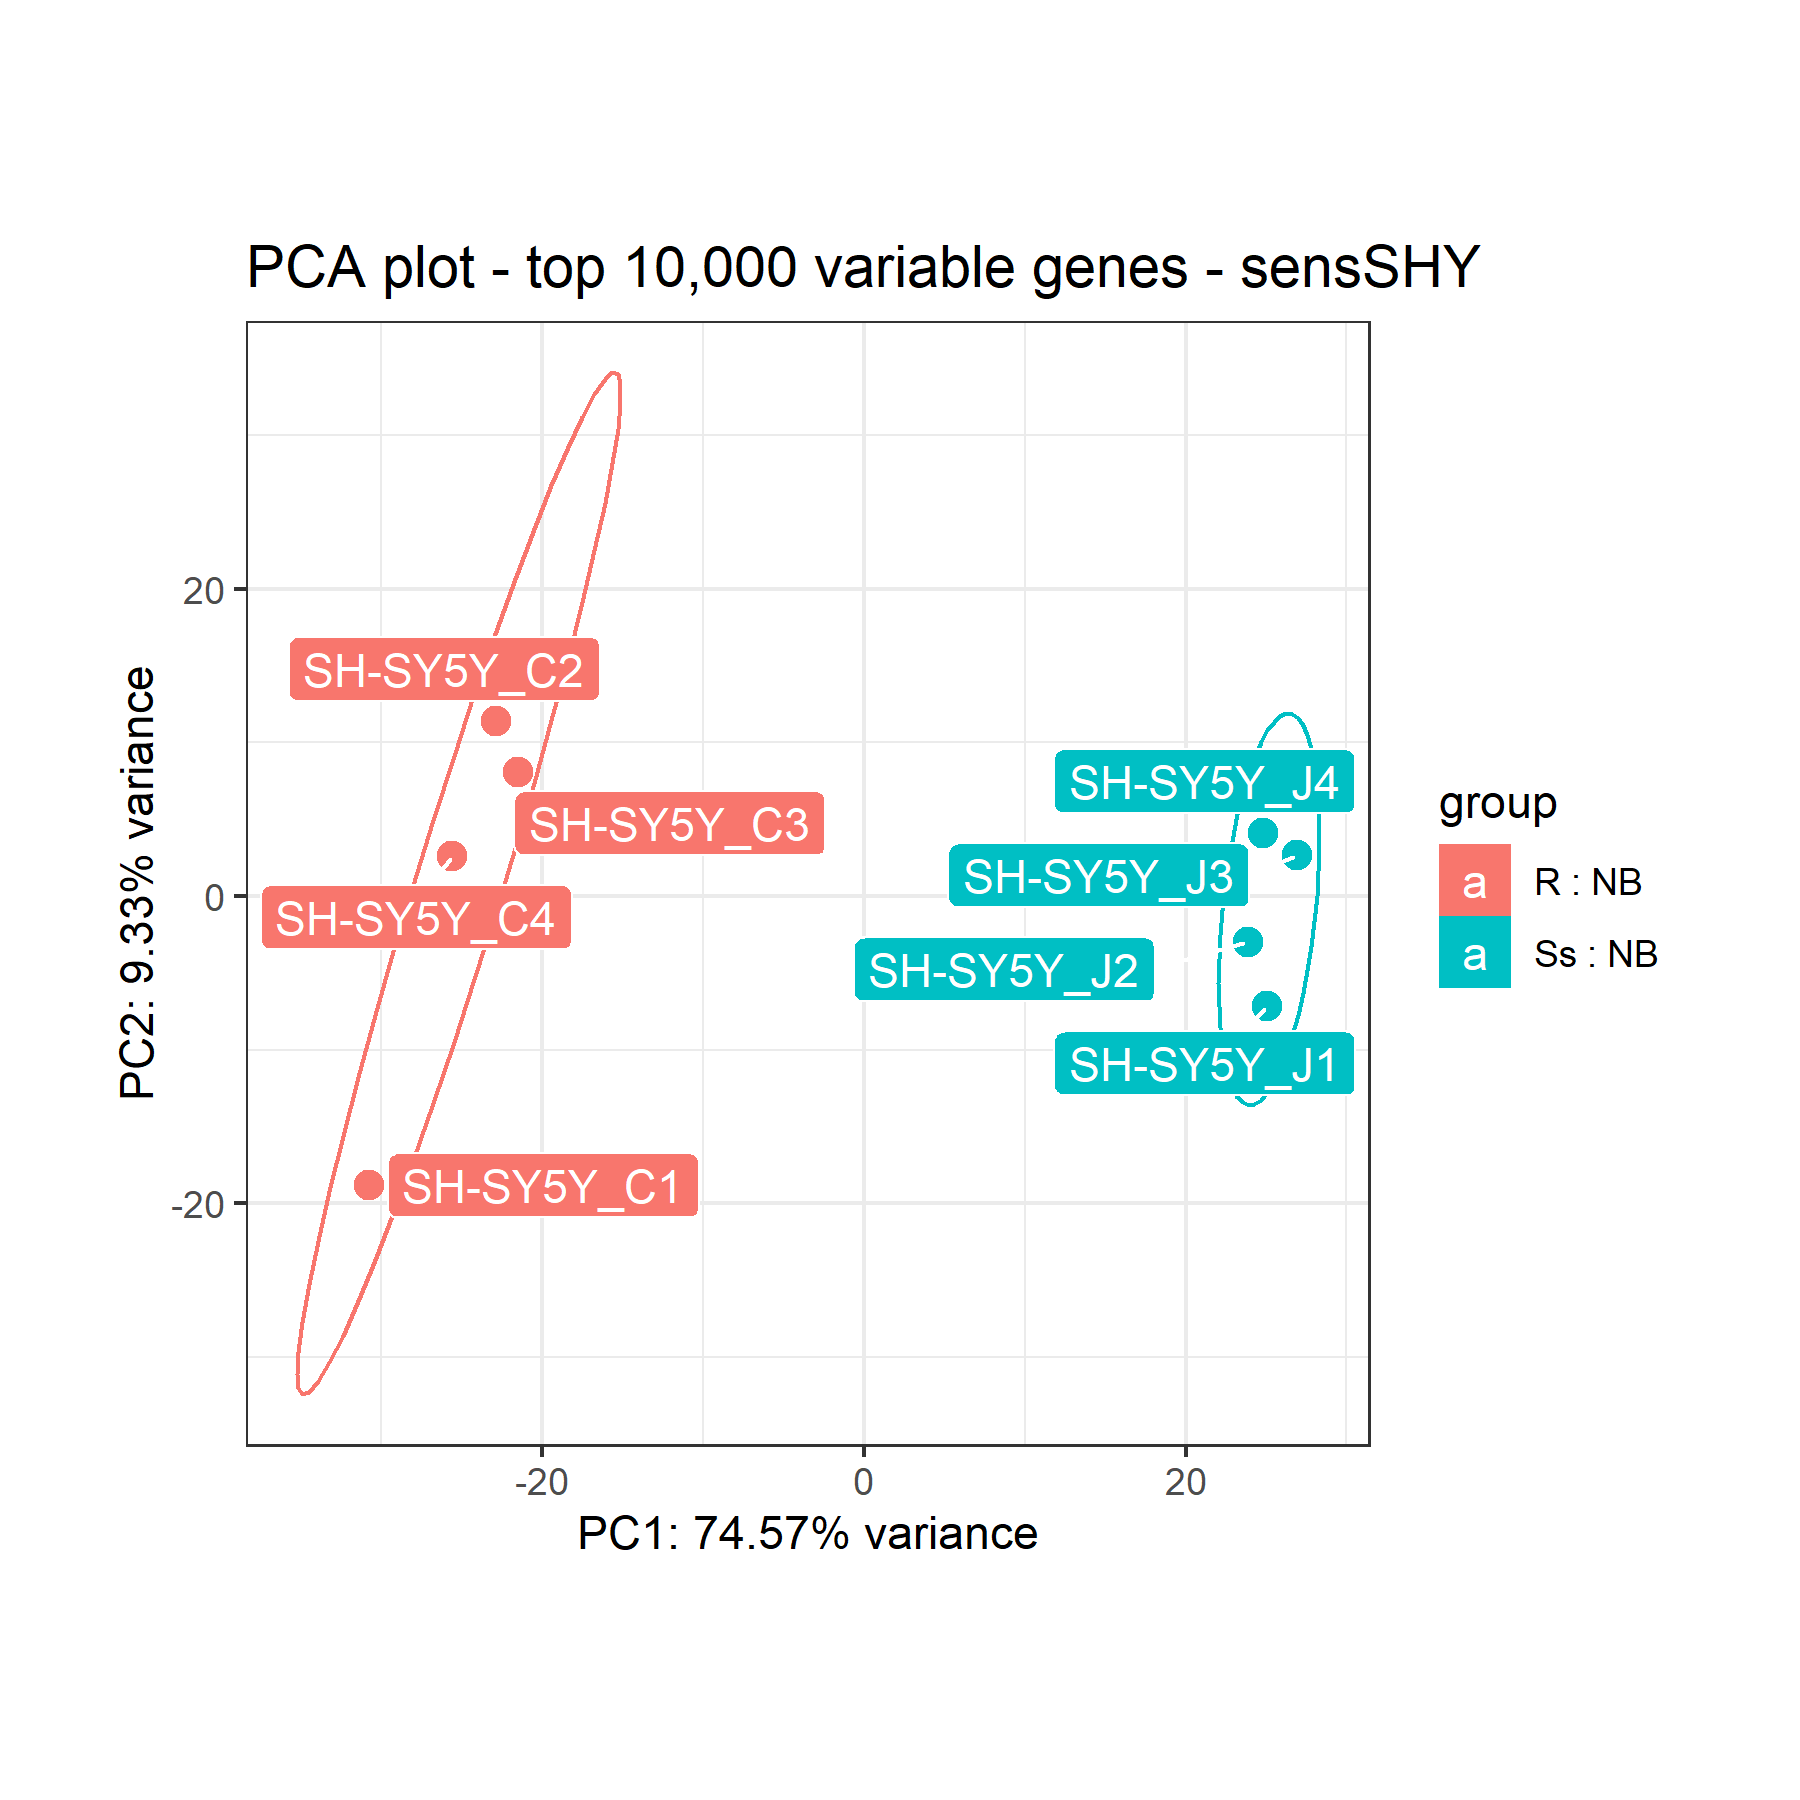 PCA plot - top 10,000 variable genes - sensSHY
PC2: 9.33% variance
20
0
-20
SH-SY5Y_C2
SH-SY5Y_J4
SH-SY5Y_C3
SH-SY5Y_J3
SH-SY5Y_C4
SH-SY5Y_J2
SH-SY5Y_J1
SH-SY5Y_C1
-20
0
20
PC1: 74.57% variance
group
a R : NB
a Ss : NB